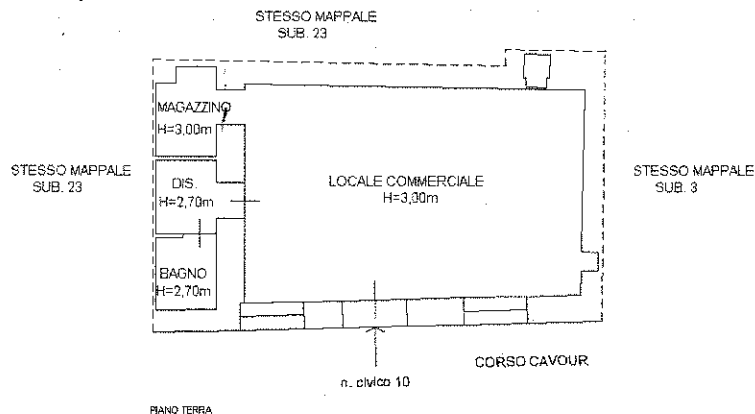 STESSO MAPPALE
SUB. 23
MAGAZZINO
H=3,00m
STESSO MAPPALE
SUB. 23
DIS.
H=2,70m
LOCALE COMMERCIALE
H=3,00m
STESSO MAPPALE
SUB. 3
BAGNO
H=2,70m
CORSO CAVOUR
n. civico 10
PIANO TERRA